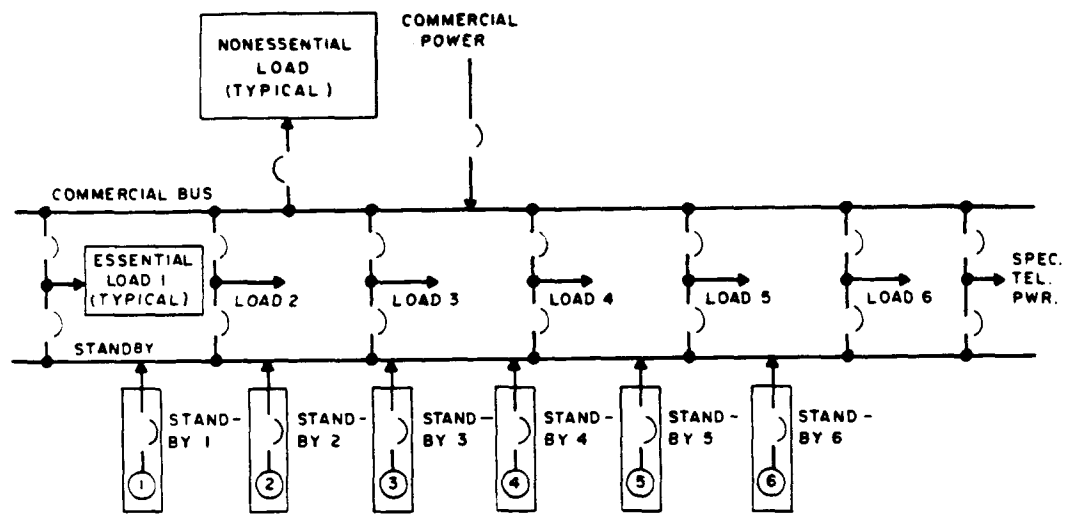 NONESSENTIAL
LOAD
(TYPICAL)
COMMERCIAL
POWER
COMMERCIAL BUS
ESSENTIAL
LOAD 1
(TYPICAL)
LOAD 2
LOAD 3
LOAD 4
LOAD 5
LOAD 6
SPEC.
TEL.
PWR.
STANDBY
STAND-
BY 1
STAND-
BY 2
STAND-
BY 3
STAND-
BY 4
STAND-
BY 5
STAND-
BY 6
1
2
3
4
5
6